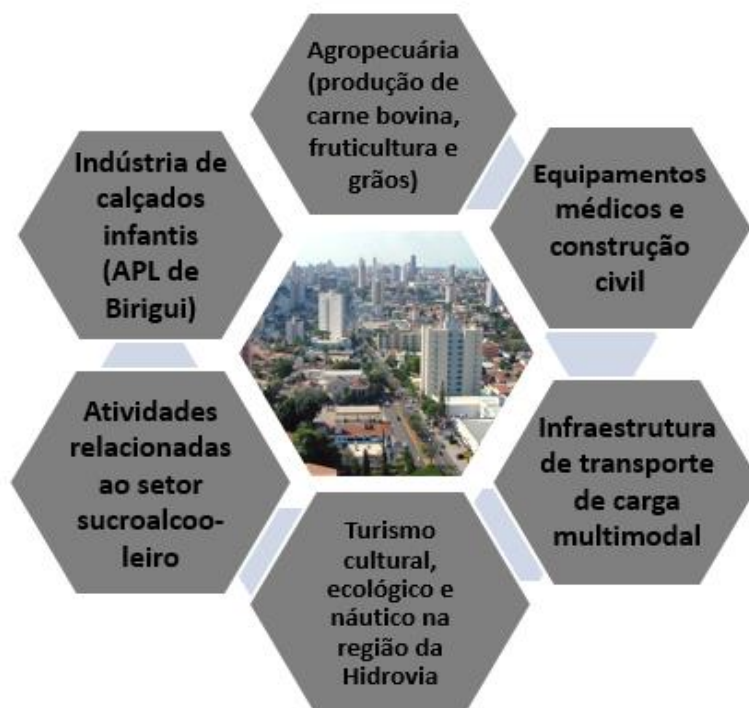 Agropecuária
(produção de
carne bovina,
fruticultura e
grãos)
Equipamentos
médicos e
construção
civil
Infraestrutura
de transporte
de carga
multimodal
Turismo
cultural,
ecológico e
náutico na
região da
Hidrovia
Atividades
relacionadas
ao setor
sucroalcoo-
leiro
Indústria de
calçados
infantis
(APL de
Birigui)